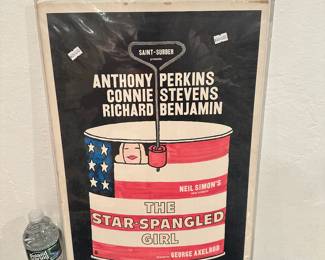 SAINT-SUBBER
presents
ANTHONY PERKINS
CONNIE STEVENS
RICHARD BENJAMIN
NEIL SIMON'S
THE
STAR-SPANGLED
GIRL
GEORGE AXELROD